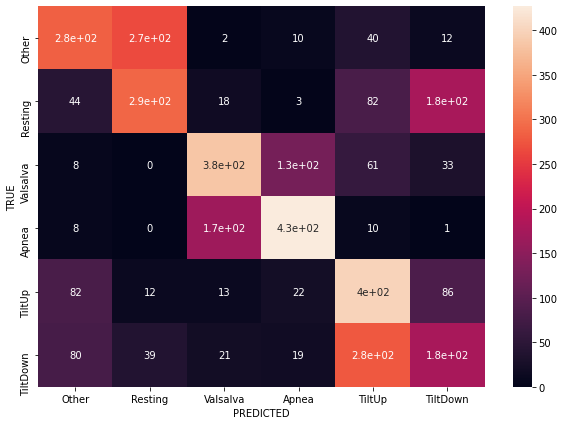 Other 2.8e+02 2.7e+02 2 10 40 12
Resting 44 2.9e+02 18 3 82 1.8e+02
Valsalva 8 0 3.8e+02 1.3e+02 61 33
Apnea 8 0 1.7e+02 4.3e+02 10 1
TiltUp 82 12 13 22 4e+02 86
TiltDown 80 39 21 19 2.8e+02 1.8e+02
TRUE
Other Resting Valsalva Apnea TiltUp TiltDown
PREDICTED
400
350
300
250
200
150
100
50
0